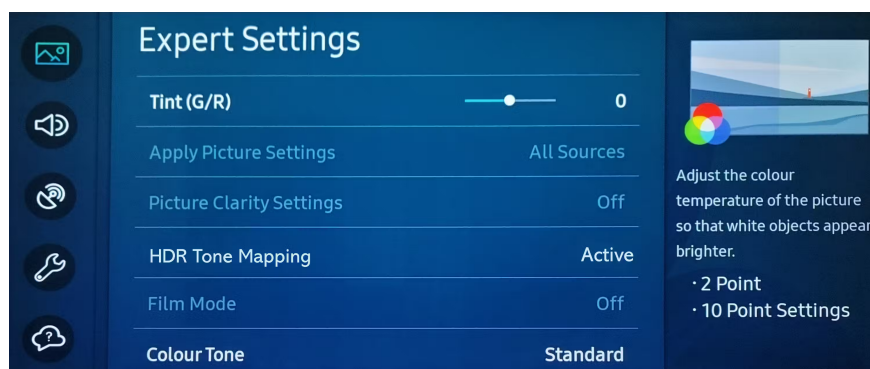 Expert Settings
Tint (G/R) 0
Apply Picture Settings All Sources
Picture Clarity Settings Off
HDR Tone Mapping Active
Film Mode Off
Colour Tone Standard
Adjust the colour
temperature of the picture
so that white objects appear
brighter.
· 2 Point
· 10 Point Settings
?